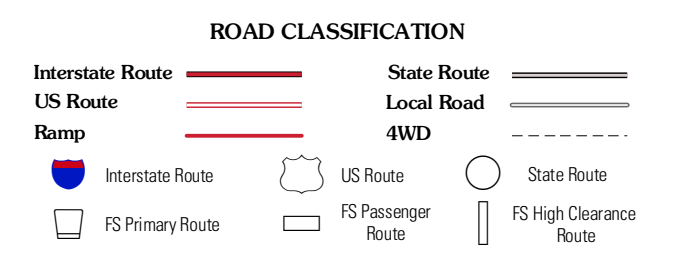 ROAD CLASSIFICATION
Interstate Route
State Route
US Route
Local Road
Ramp
4WD
Interstate Route
US Route
State Route
FS Primary Route
FS Passenger
Route
FS High Clearance
Route